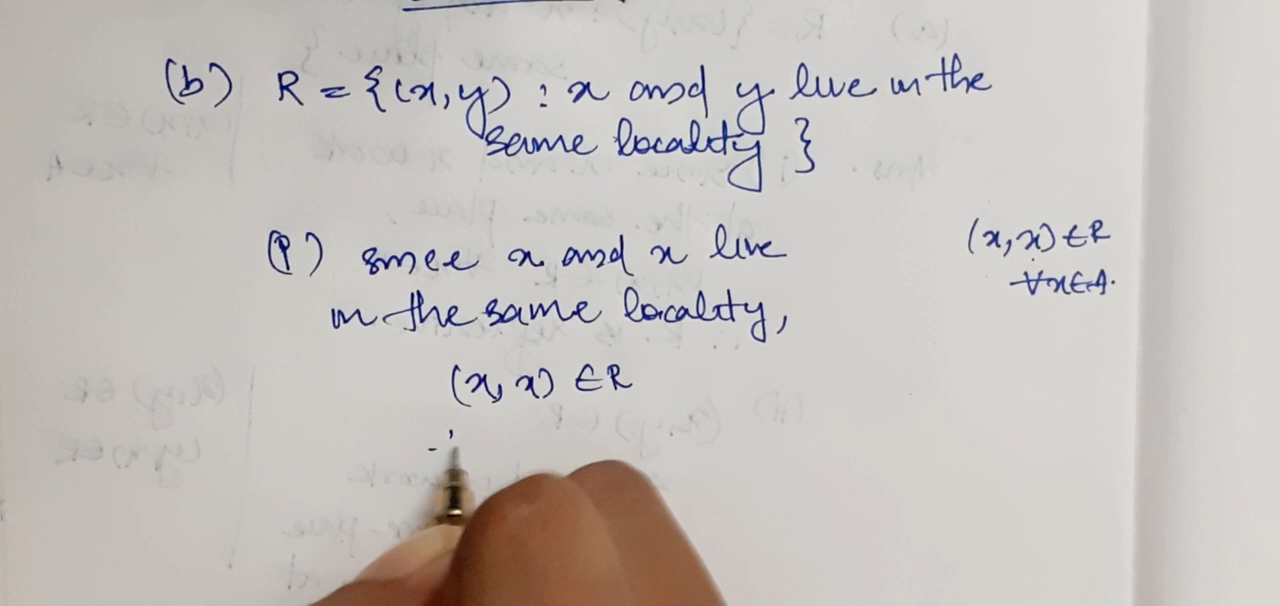 (b) R = {(x,y) : x and y live in the
same locality }
(i) since x and x live
in the same locality,
(x,x) ∈ R
(x,x) ∈ R
∀x∈A.